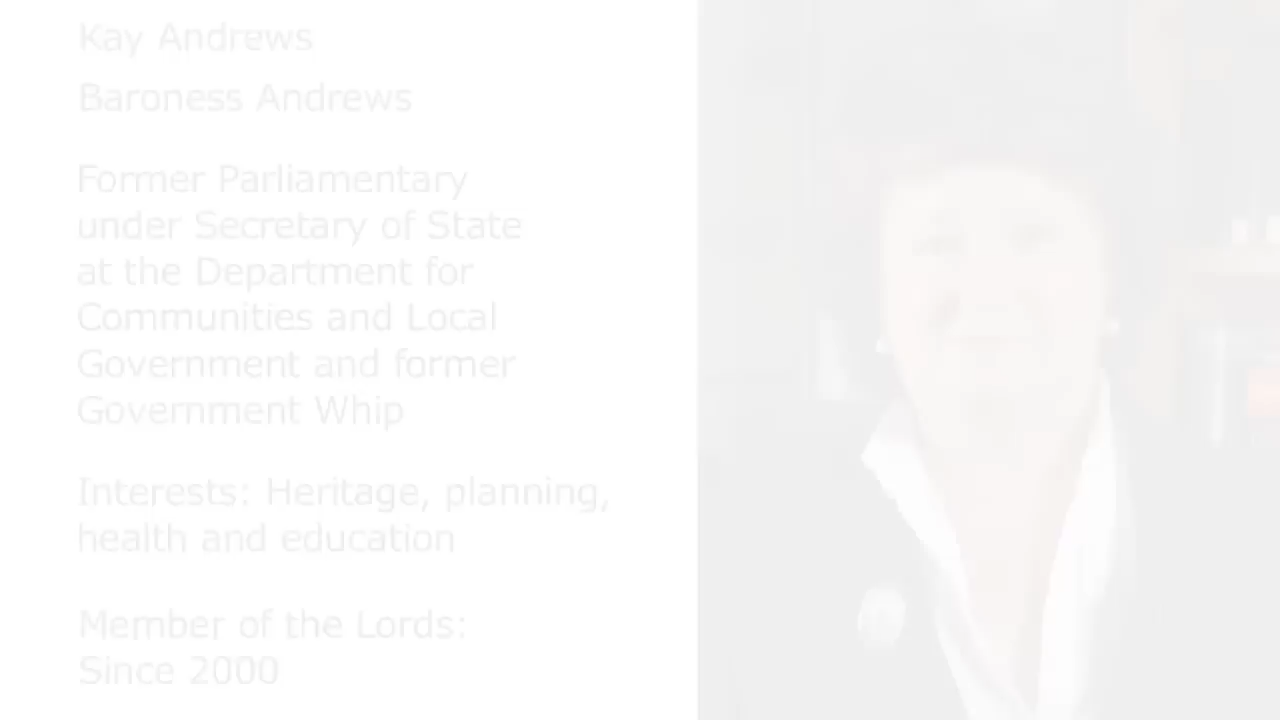 Kay Andrews
Baroness Andrews
Former Parliamentary
under Secretary of State
at the Department for
Communities and Local
Government and former
Government Whip
Interests: Heritage, planning,
health and education
Member of the Lords:
Since 2000